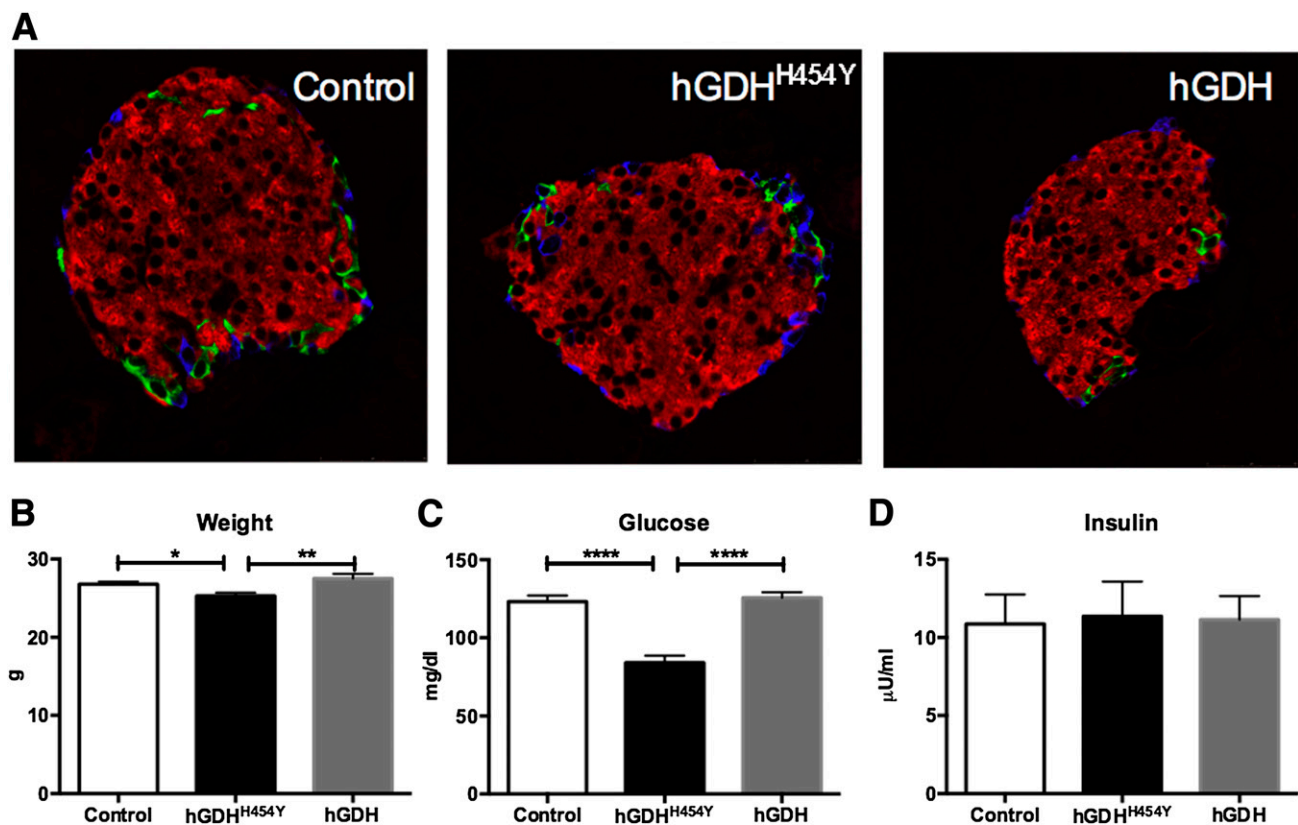 A
Control
hGDH^H454Y
hGDH
B
Weight
g
30
20
10
0
*
**
Control
hGDH^H454Y
hGDH
C
Glucose
mg/dl
150
100
50
0
****
****
Control
hGDH^H454Y
hGDH
D
Insulin
µU/ml
15
10
5
0
Control
hGDH^H454Y
hGDH